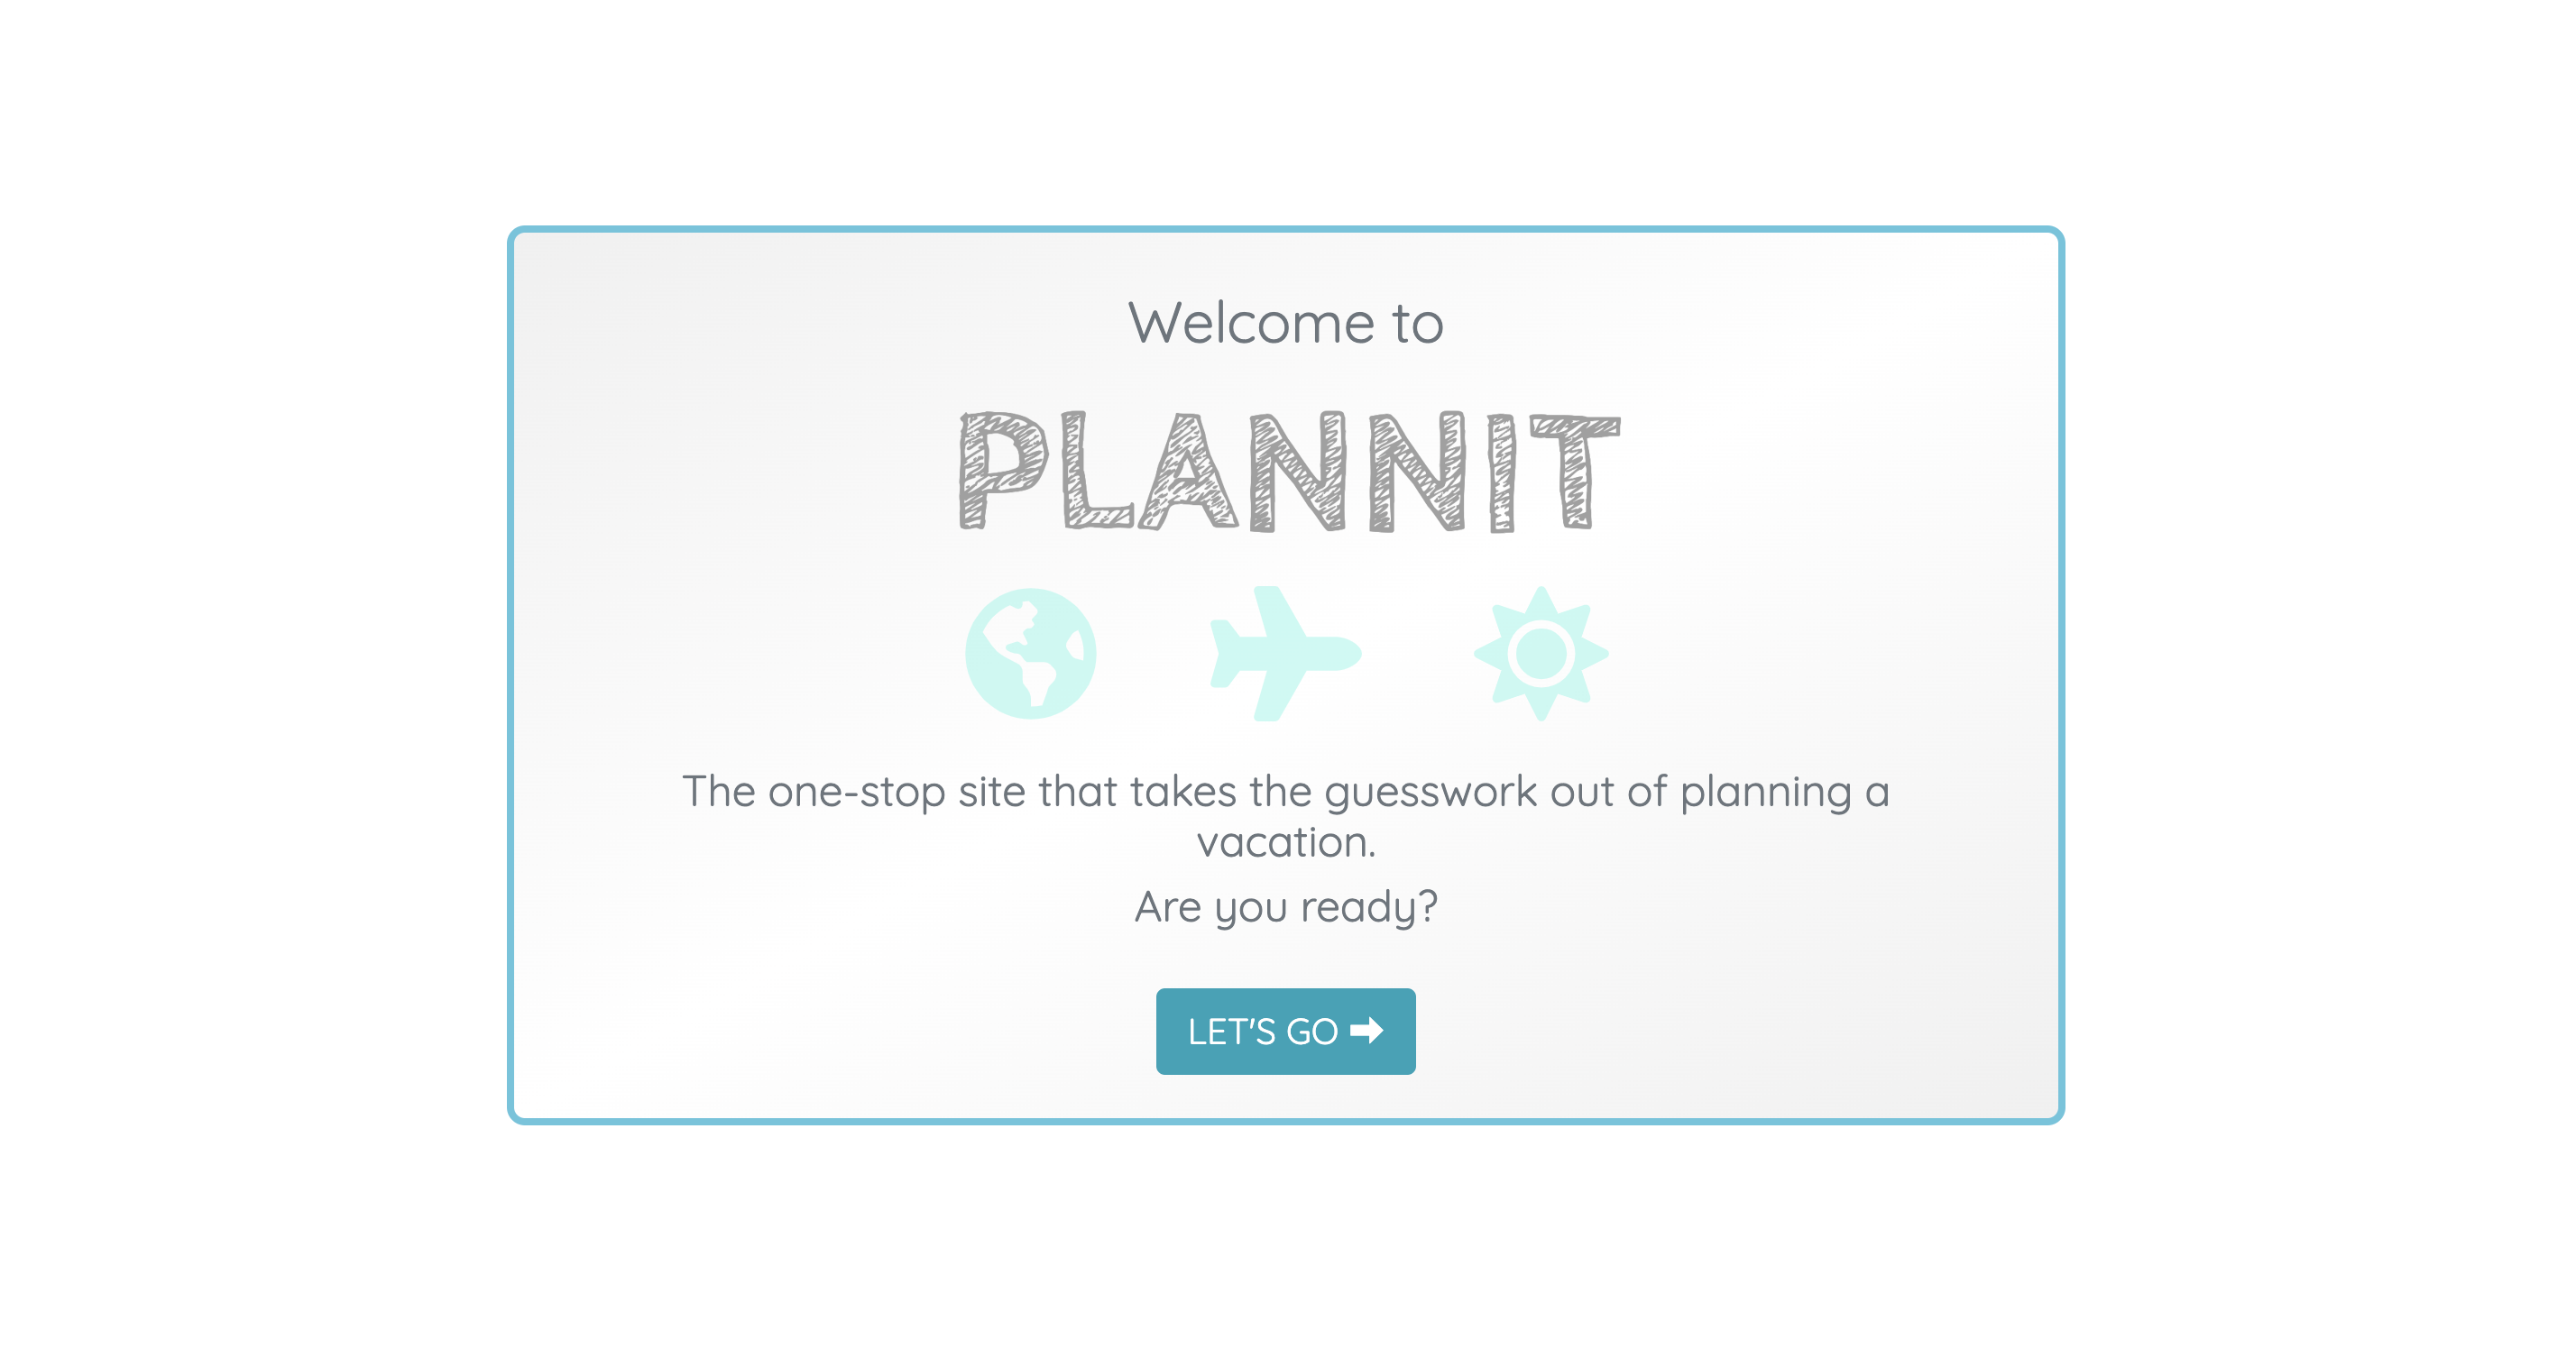 Welcome to
PLANNIT
The one-stop site that takes the guesswork out of planning a
vacation.
Are you ready?
LET'S GO